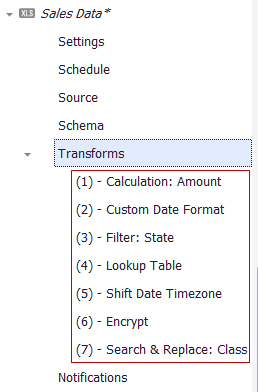 XLS Sales Data*
Settings
Schedule
Source
Schema
Transforms
(1) - Calculation: Amount
(2) - Custom Date Format
(3) - Filter: State
(4) - Lookup Table
(5) - Shift Date Timezone
(6) - Encrypt
(7) - Search & Replace: Class
Notifications